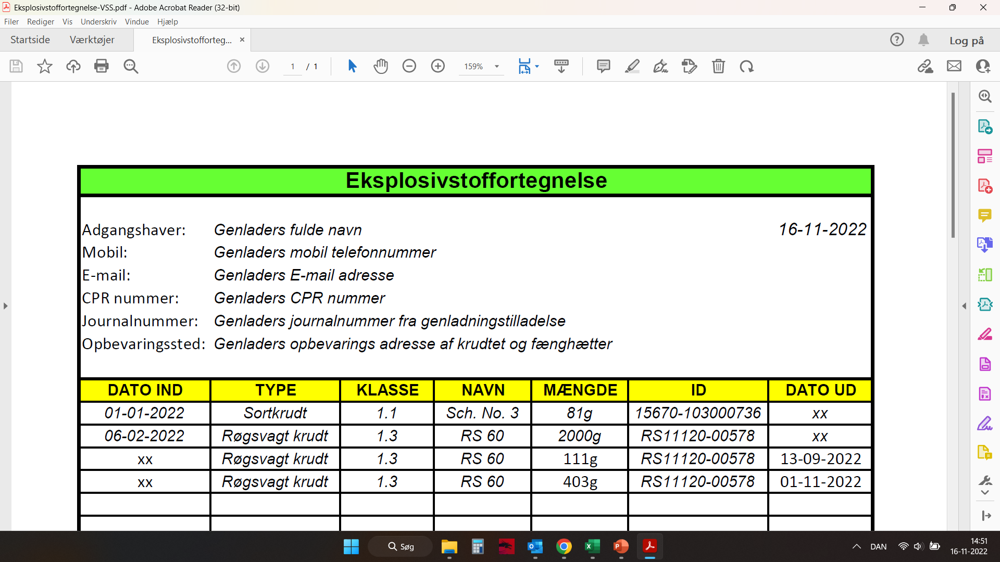 Eksplosivstoffortegnelse-VSS.pdf - Adobe Acrobat Reader (32-bit)
Filer Rediger Vis Underskriv Vindue Hjælp
Startside Værktøjer Eksplosivstofforteg... Log på
1 / 1 159%
Eksplosivstoffortegnelse
Adgangshaver: Genladers fulde navn 16-11-2022
Mobil: Genladers mobil telefonnummer
E-mail: Genladers E-mail adresse
CPR nummer: Genladers CPR nummer
Journalnummer: Genladers journalnummer fra genladningstilladelse
Opbevaringssted: Genladers opbevarings adresse af krudtet og fænghætter
DATO IND TYPE KLASSE NAVN MÆNGDE ID DATO UD
01-01-2022 Sortkrudt 1.1 Sch. No. 3 81g 15670-103000736 xx
06-02-2022 Røgsvagt krudt 1.3 RS 60 2000g RS11120-00578 xx
xx Røgsvagt krudt 1.3 RS 60 111g RS11120-00578 13-09-2022
xx Røgsvagt krudt 1.3 RS 60 403g RS11120-00578 01-11-2022
Søg DAN 14:51
16-11-2022